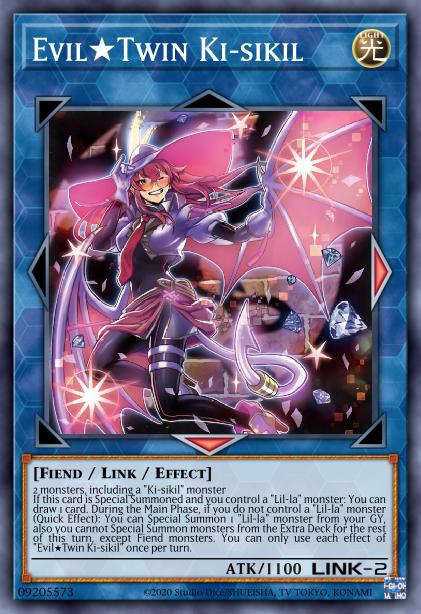 EVIL★TWIN KI-SIKIL
LIGHT
光
[FIEND / LINK / EFFECT]
2 monsters, including a "Ki-sikil" monster
If this card is Special Summoned and you control a "Lil-la" monster: You can
draw 1 card. During the Main Phase, if you do not control a "Lil-la" monster
(Quick Effect): You can Special Summon 1 "Lil-la" monster from your GY,
also you cannot Special Summon monsters from the Extra Deck for the rest
of this turn, except Fiend monsters. You can only use each effect of
"Evil★Twin Ki-sikil" once per turn.
ATK/1100 LINK-2
09205573
©2020 Studio Dice/SHUEISHA, TV TOKYO, KONAMI